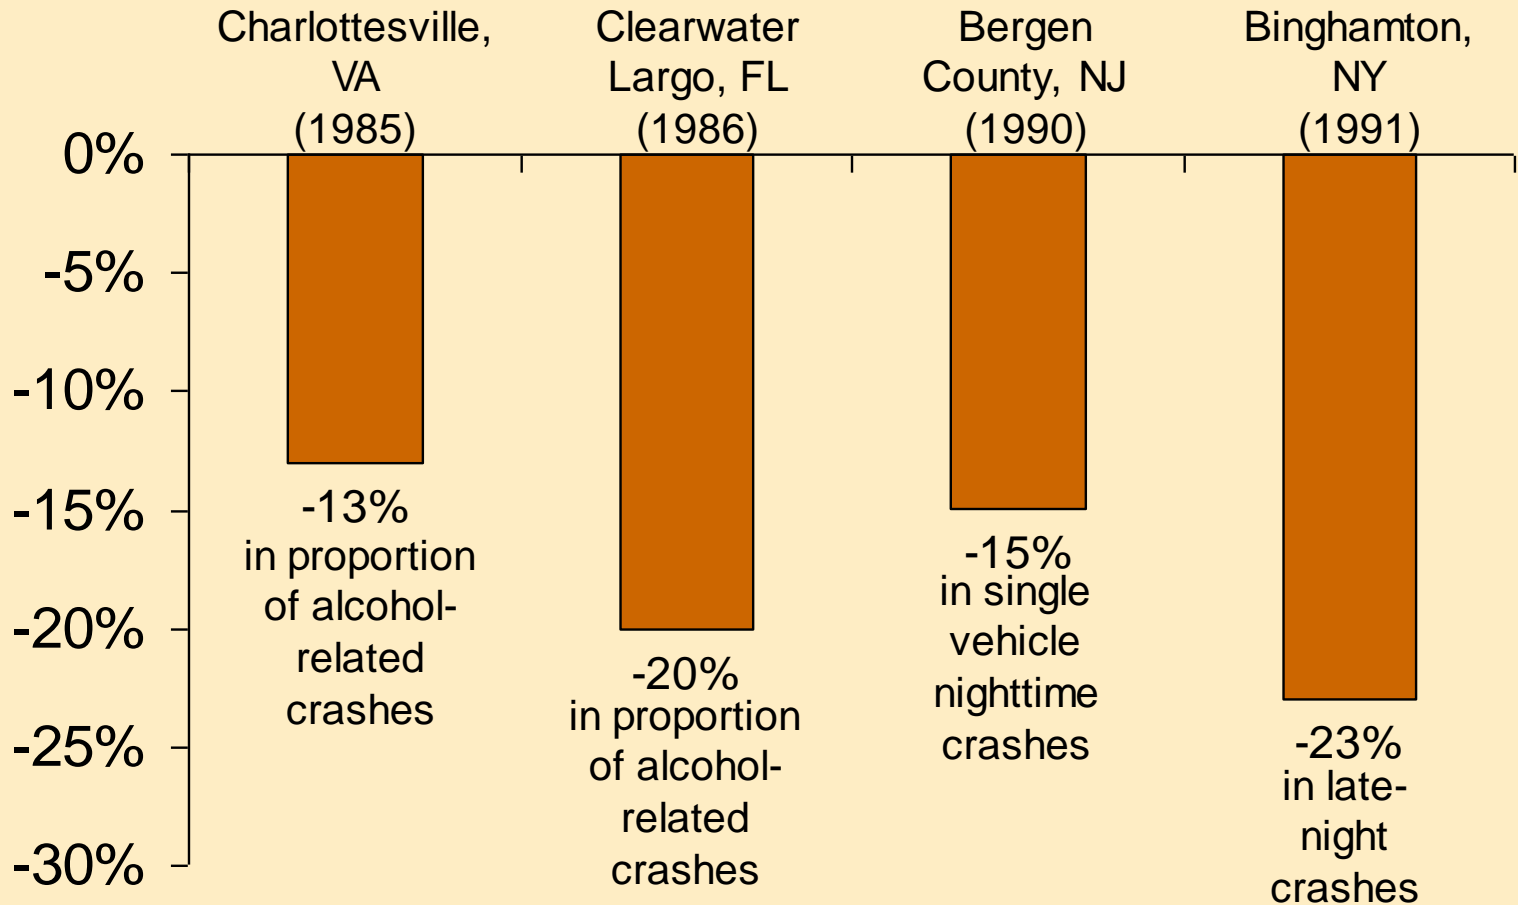 Charlottesville,
VA
(1985)
Clearwater
Largo, FL
(1986)
Bergen
County, NJ
(1990)
Binghamton,
NY
(1991)
0%
-5%
-10%
-15%
-20%
-25%
-30%
-13%
in proportion
of alcohol-
related
crashes
-20%
in proportion
of alcohol-
related
crashes
-15%
in single
vehicle
nighttime
crashes
-23%
in late-
night
crashes